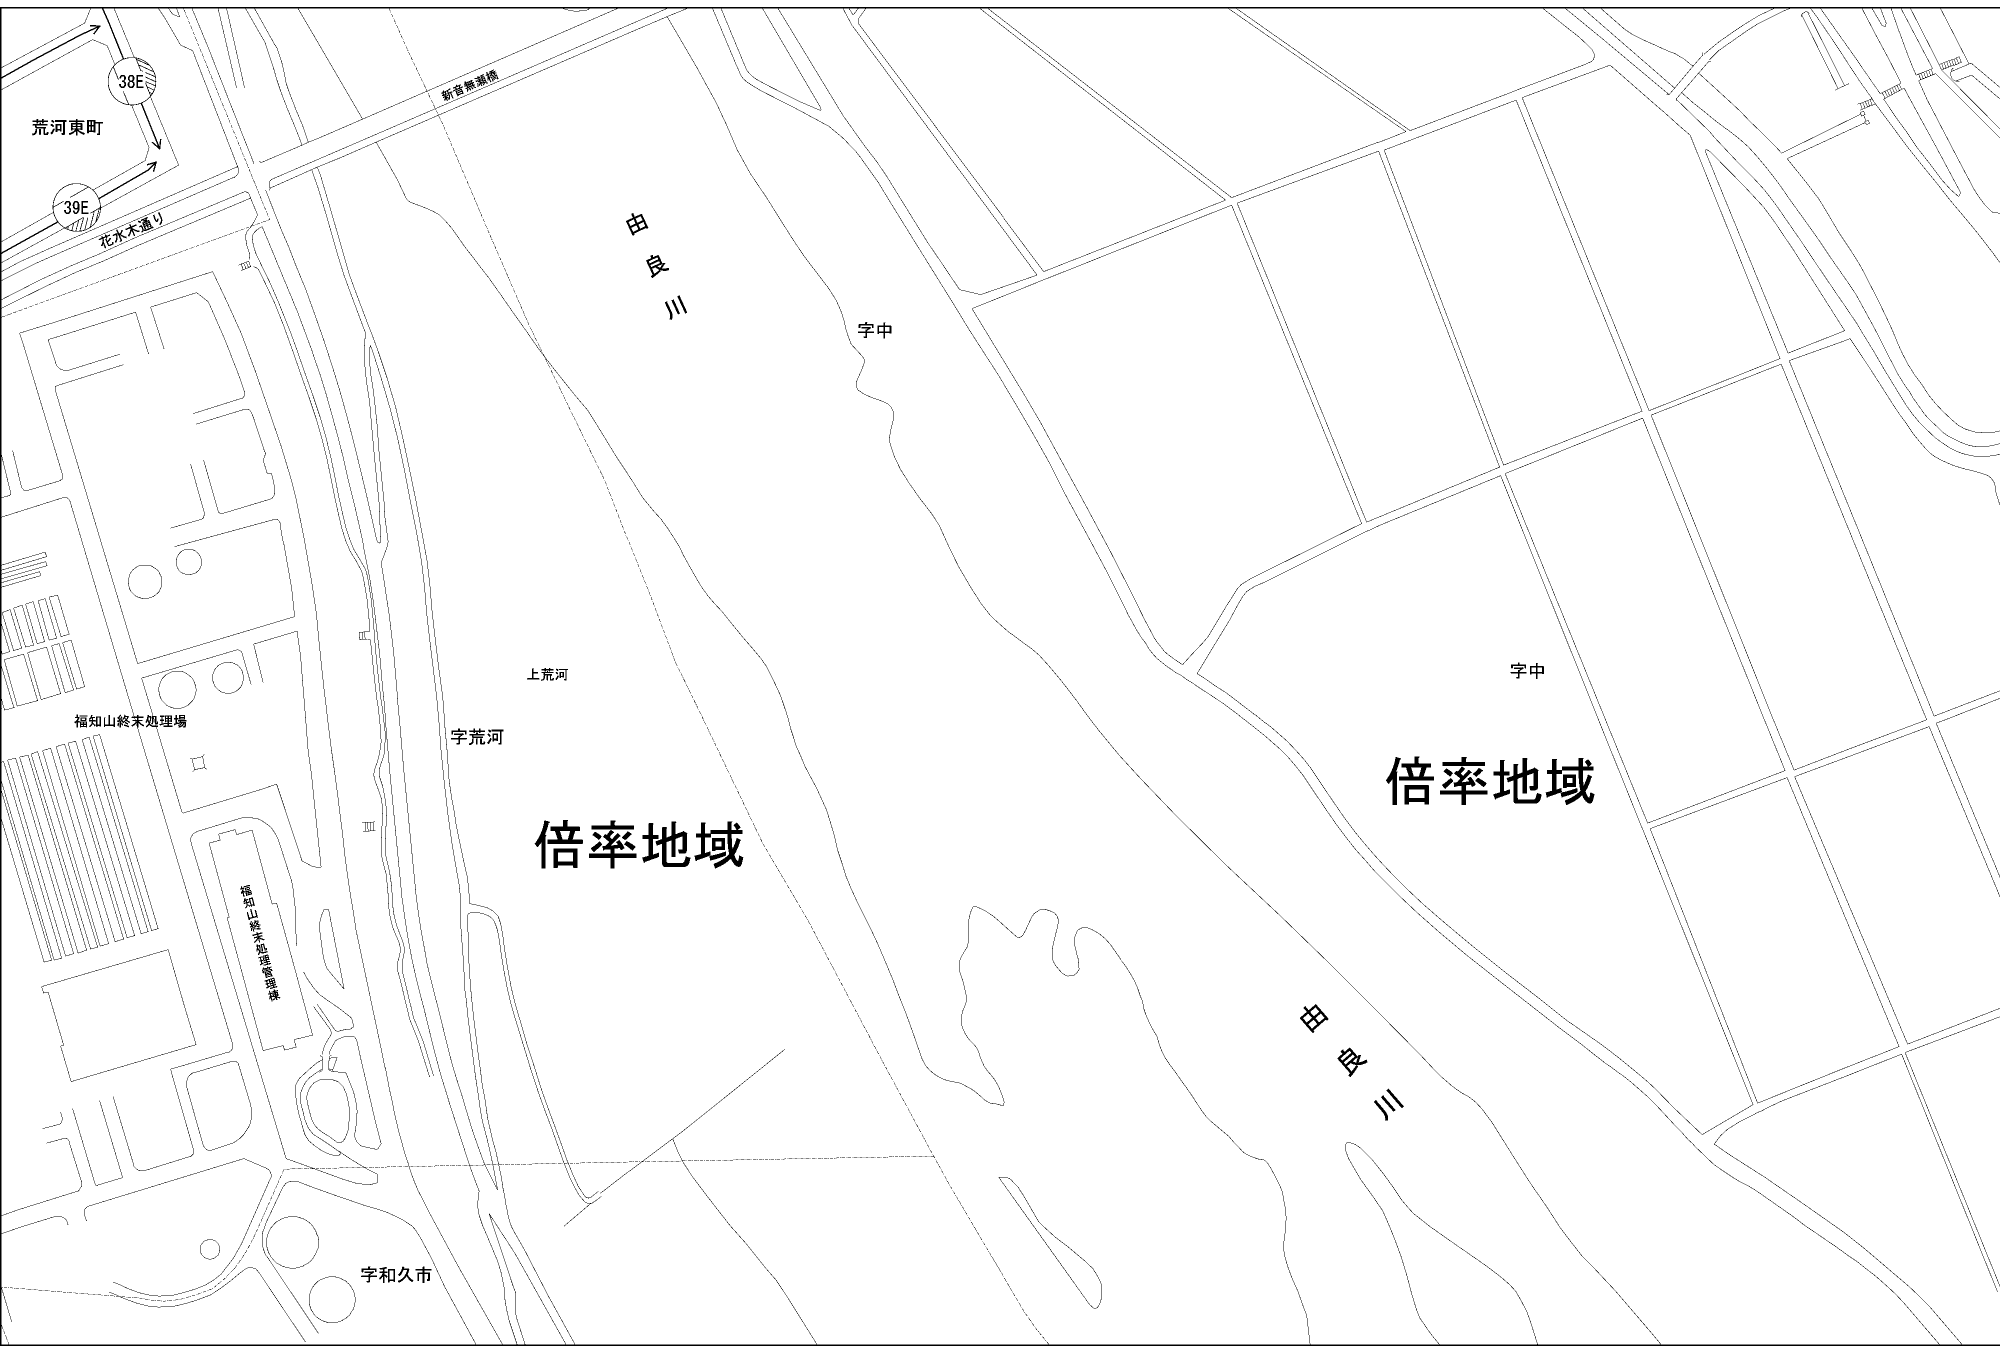 新音無瀬橋
38E
荒河東町
39E
花水木通り
由良川
字中
上荒河
字中
福知山終末処理場
字荒河
倍率地域
倍率地域
福知山終末処理管理棟
由良川
字和久市